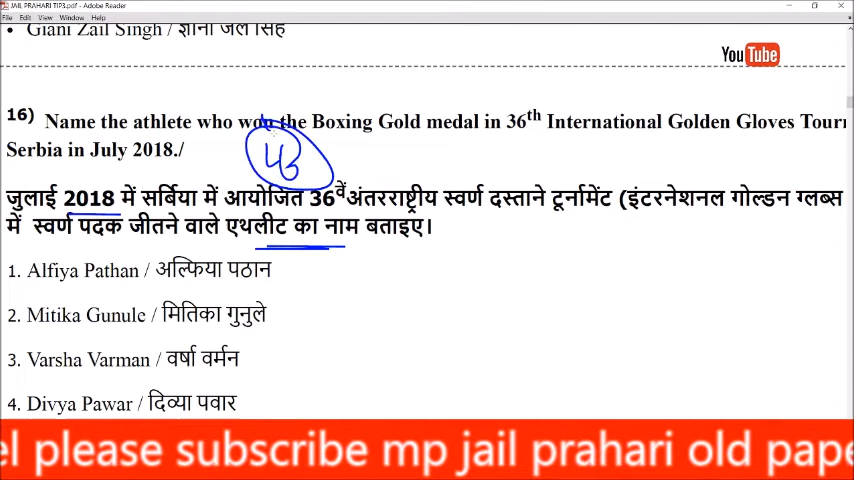 JAIL PRAHARI TIP3.pdf - Adobe Reader
File Edit View Window Help
• Giani Zail Singh / ज्ञानी जैल सिंह
YouTube
16) Name the athlete who won the Boxing Gold medal in 36th International Golden Gloves Tour
Serbia in July 2018./
जुलाई 2018 में सर्बिया में आयोजित 36वें अंतरराष्ट्रीय स्वर्ण दस्ताने टूर्नामेंट (इंटरनेशनल गोल्डन ग्लब्स
में स्वर्ण पदक जीतने वाले एथलीट का नाम बताइए।
1. Alfiya Pathan / अल्फिया पठान
2. Mitika Gunule / मितिका गुनुले
3. Varsha Varman / वर्षा वर्मन
4. Divya Pawar / दिव्या पवार
el please subscribe mp jail prahari old pape